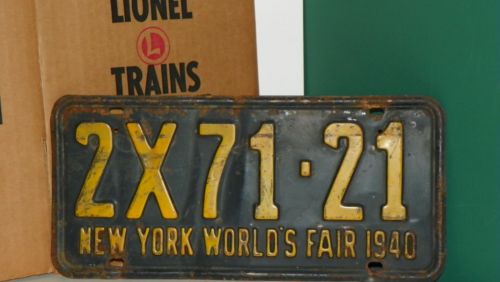 LIONEL
L
TRAINS
2X71·21
NEW YORK WORLD'S FAIR 1940